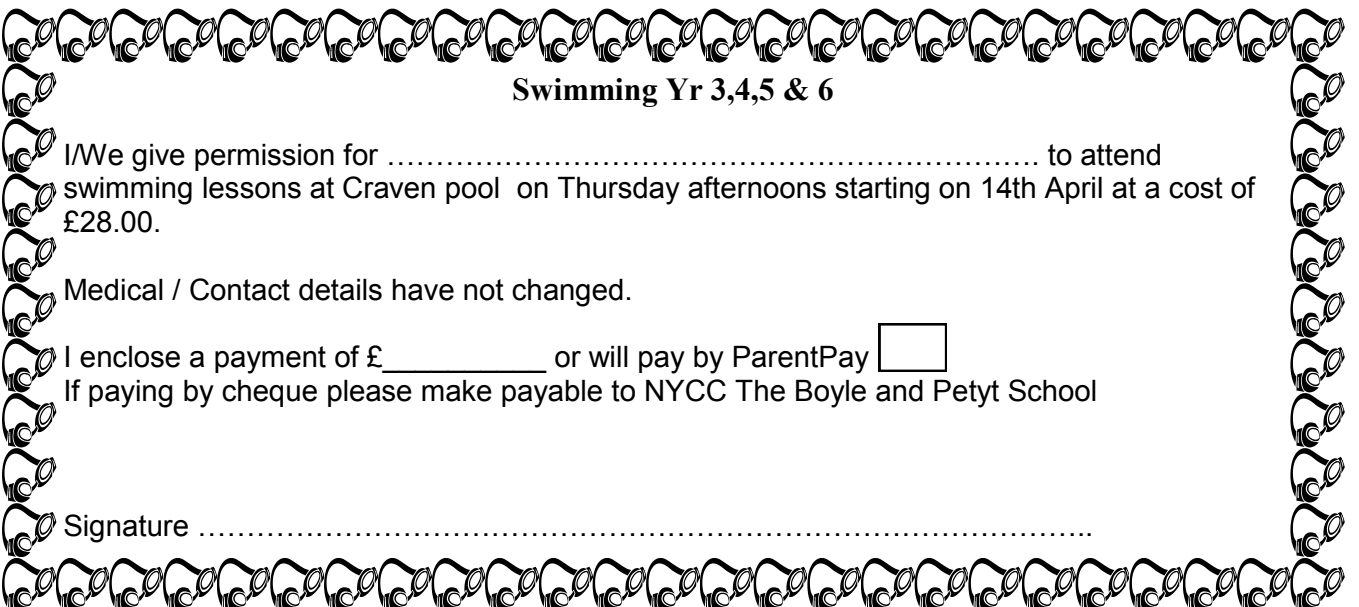 Swimming Yr 3,4,5 & 6
I/We give permission for …………………………………………………………. to attend
swimming lessons at Craven pool  on Thursday afternoons starting on 14th April at a cost of
£28.00.
Medical / Contact details have not changed.
I enclose a payment of £__________ or will pay by ParentPay
If paying by cheque please make payable to NYCC The Boyle and Petyt School
Signature ………………………………………………………………………………..